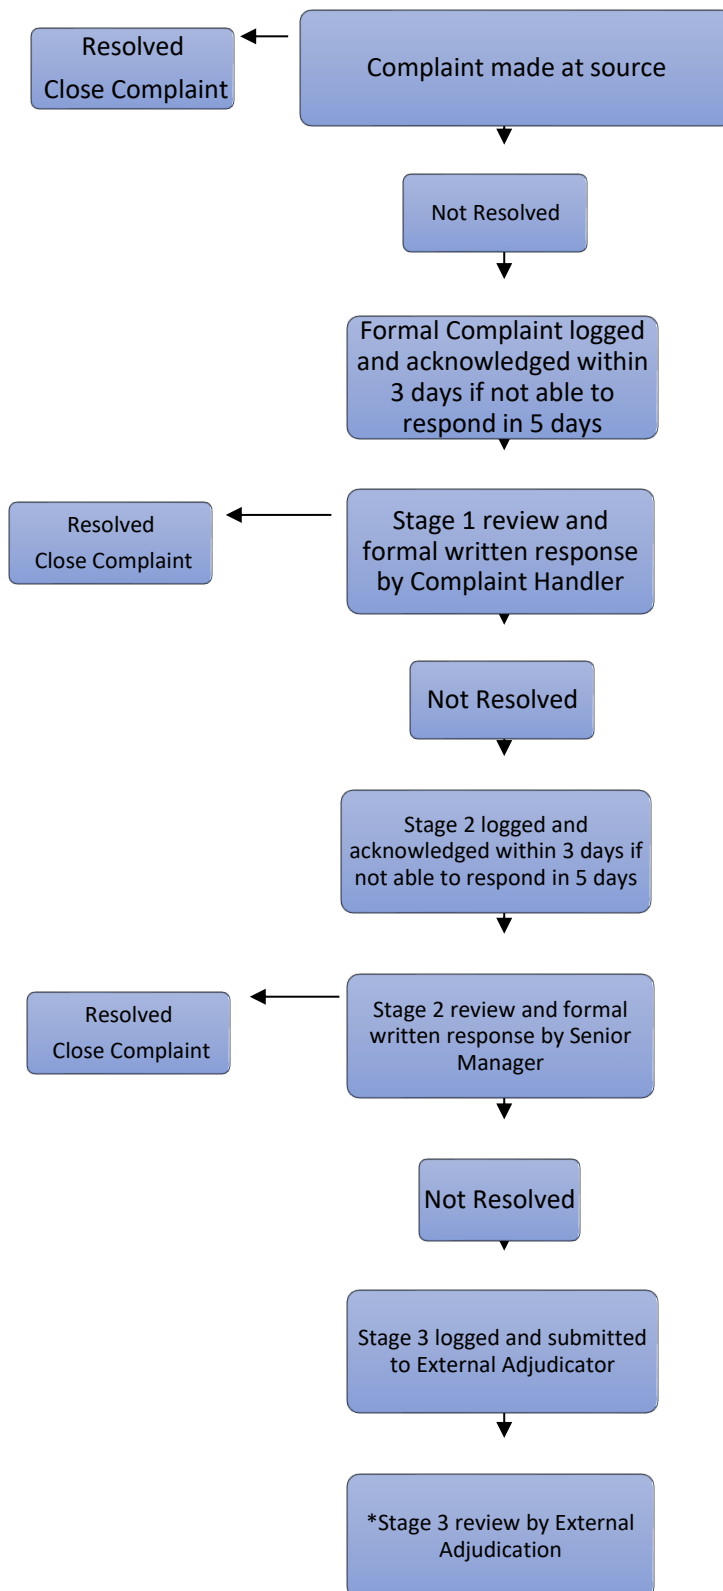 Resolved
Close Complaint
Complaint made at source
Not Resolved
Formal Complaint logged
and acknowledged within
3 days if not able to
respond in 5 days
Resolved
Close Complaint
Stage 1 review and
formal written response
by Complaint Handler
Not Resolved
Stage 2 logged and
acknowledged within 3 days if
not able to respond in 5 days
Resolved
Close Complaint
Stage 2 review and formal
written response by Senior
Manager
Not Resolved
Stage 3 logged and submitted
to External Adjudicator
*Stage 3 review by External
Adjudication